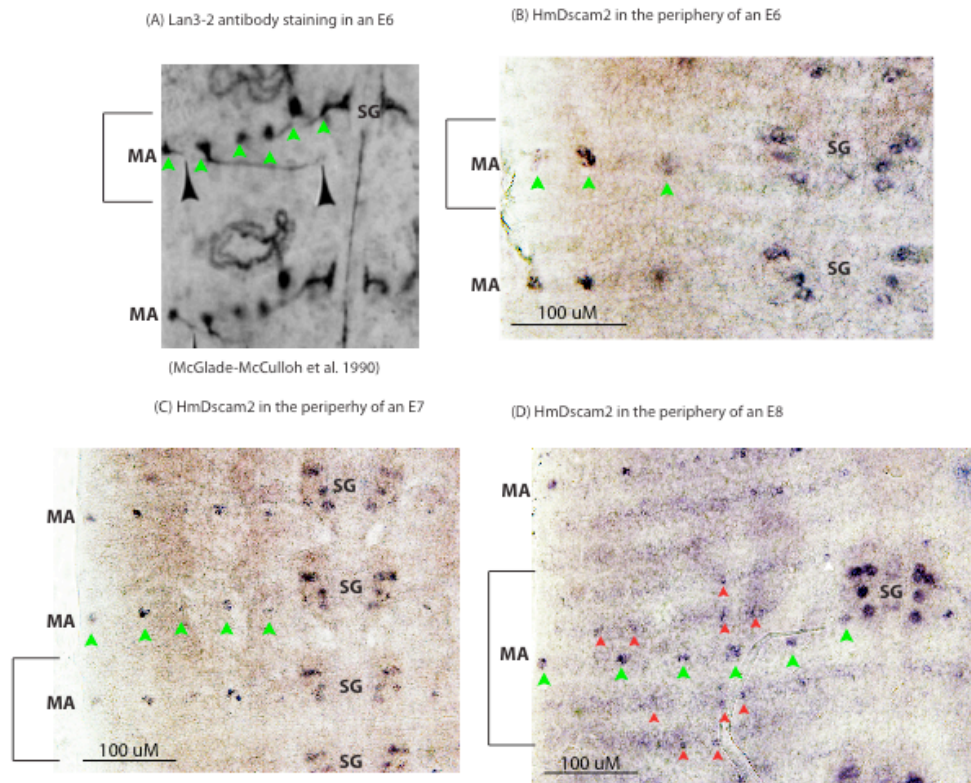 (A) Lan3-2 antibody staining in an E6
SG
MA
MA
(McGlade-McCulloh et al. 1990)
(B) HmDscam2 in the periphery of an E6
MA
SG
MA
SG
100 uM
(C) HmDscam2 in the periperhy of an E7
SG
MA
SG
MA
SG
MA
100 uM
SG
(D) HmDscam2 in the periphery of an E8
MA
SG
MA
100 uM